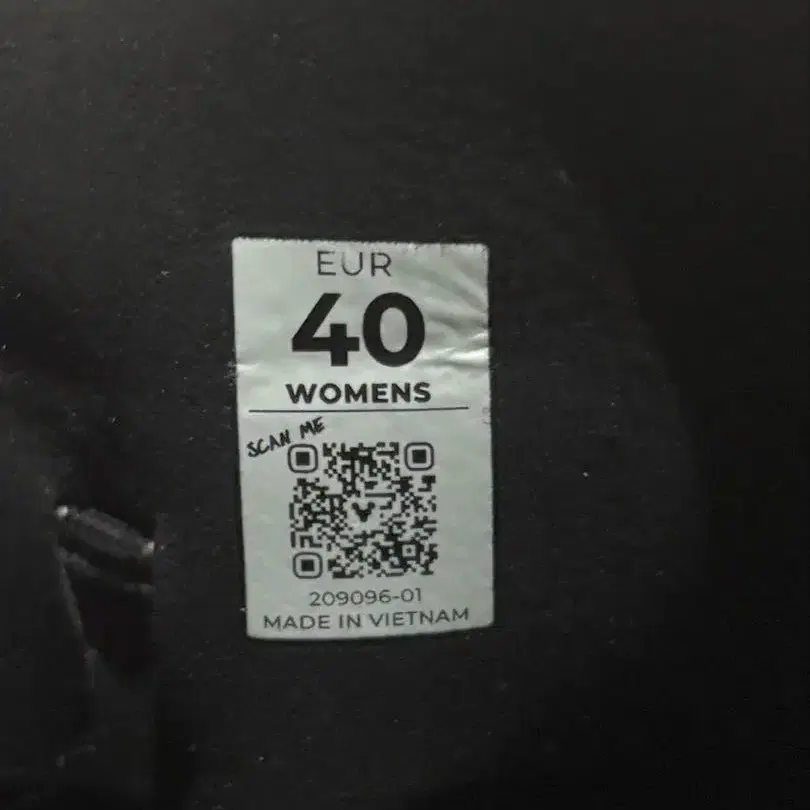 EUR
40
WOMENS
SCAN ME
209096-01
MADE IN VIETNAM